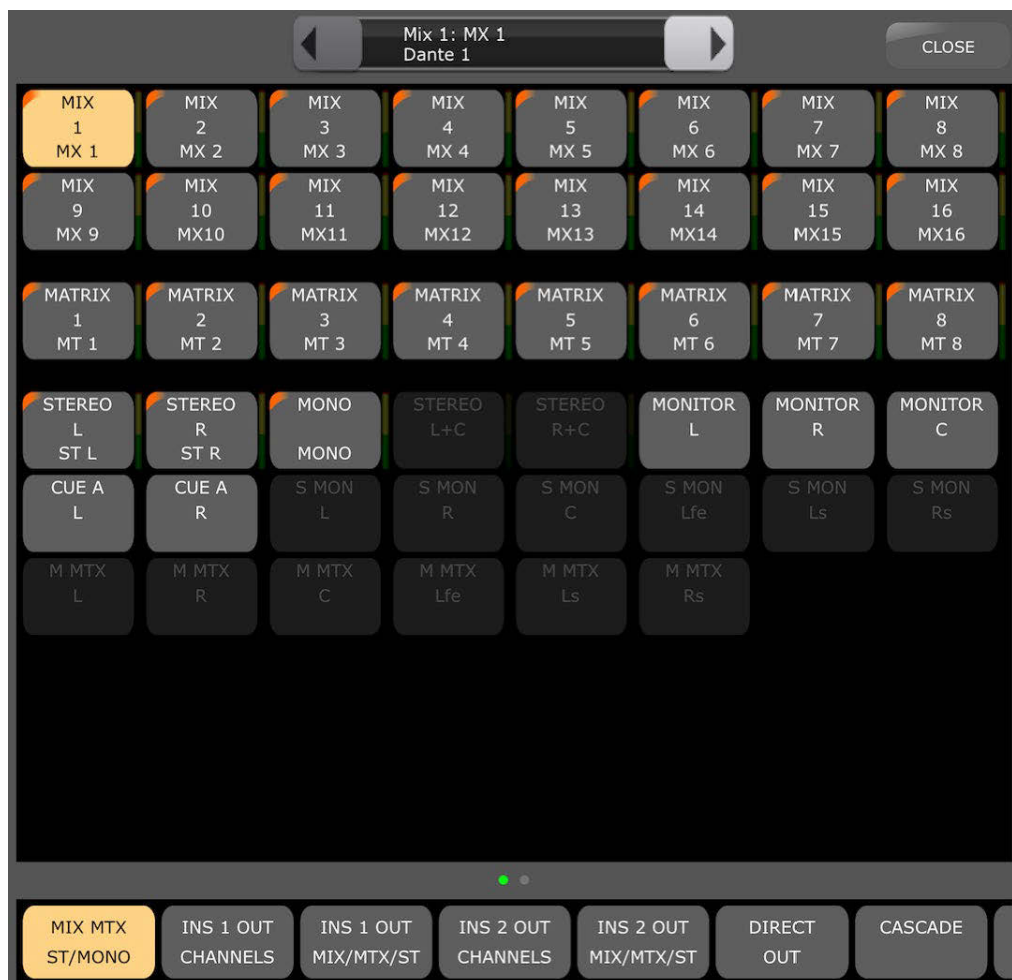 Mix 1: MX 1
Dante 1
CLOSE
MIX MIX MIX MIX MIX MIX MIX MIX
1 2 3 4 5 6 7 8
MX 1 MX 2 MX 3 MX 4 MX 5 MX 6 MX 7 MX 8
MIX MIX MIX MIX MIX MIX MIX MIX
9 10 11 12 13 14 15 16
MX 9 MX10 MX11 MX12 MX13 MX14 MX15 MX16
MATRIX MATRIX MATRIX MATRIX MATRIX MATRIX MATRIX MATRIX
1 2 3 4 5 6 7 8
MT 1 MT 2 MT 3 MT 4 MT 5 MT 6 MT 7 MT 8
STEREO STEREO MONO STEREO STEREO MONITOR MONITOR MONITOR
L R L+C R+C L R C
ST L ST R MONO
CUE A CUE A S MON S MON S MON S MON S MON S MON
L R L R C Lfe Ls Rs
M MTX M MTX M MTX M MTX M MTX M MTX
L R C Lfe Ls Rs
MIX MTX INS 1 OUT INS 1 OUT INS 2 OUT INS 2 OUT DIRECT CASCADE
ST/MONO CHANNELS MIX/MTX/ST CHANNELS MIX/MTX/ST OUT